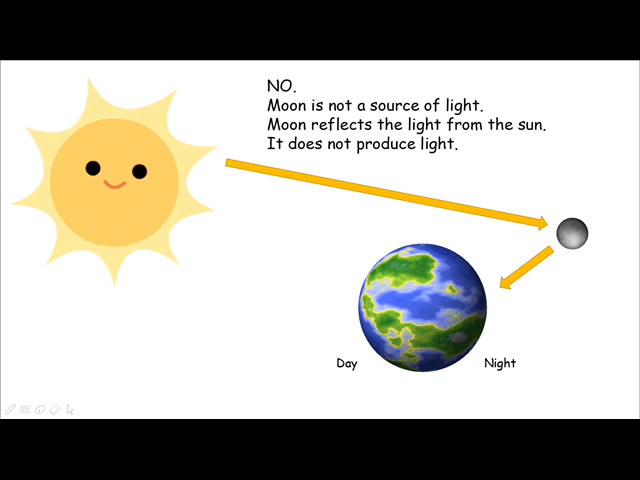 NO.
Moon is not a source of light.
Moon reflects the light from the sun.
It does not produce light.
Day
Night